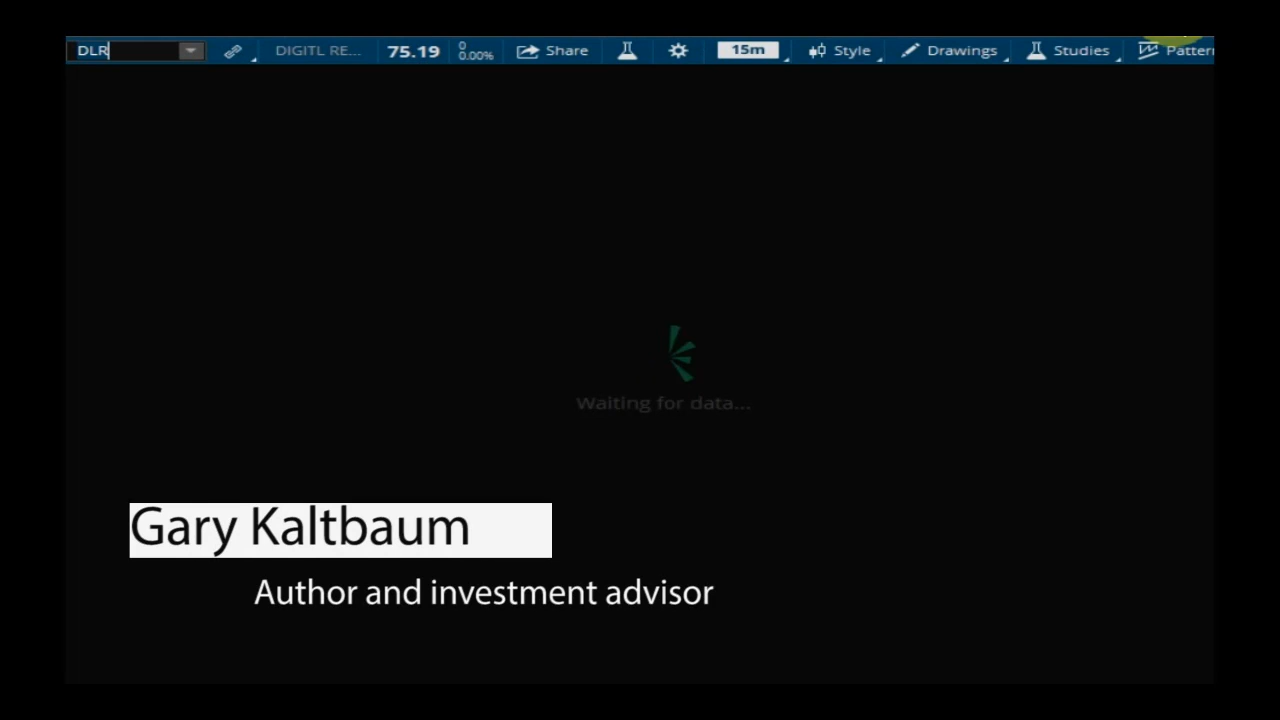 DLR DIGITL RE... 75.19 0 0.00% Share 15m Style Drawings Studies Patter
Waiting for data...
Gary Kaltbaum
Author and investment advisor